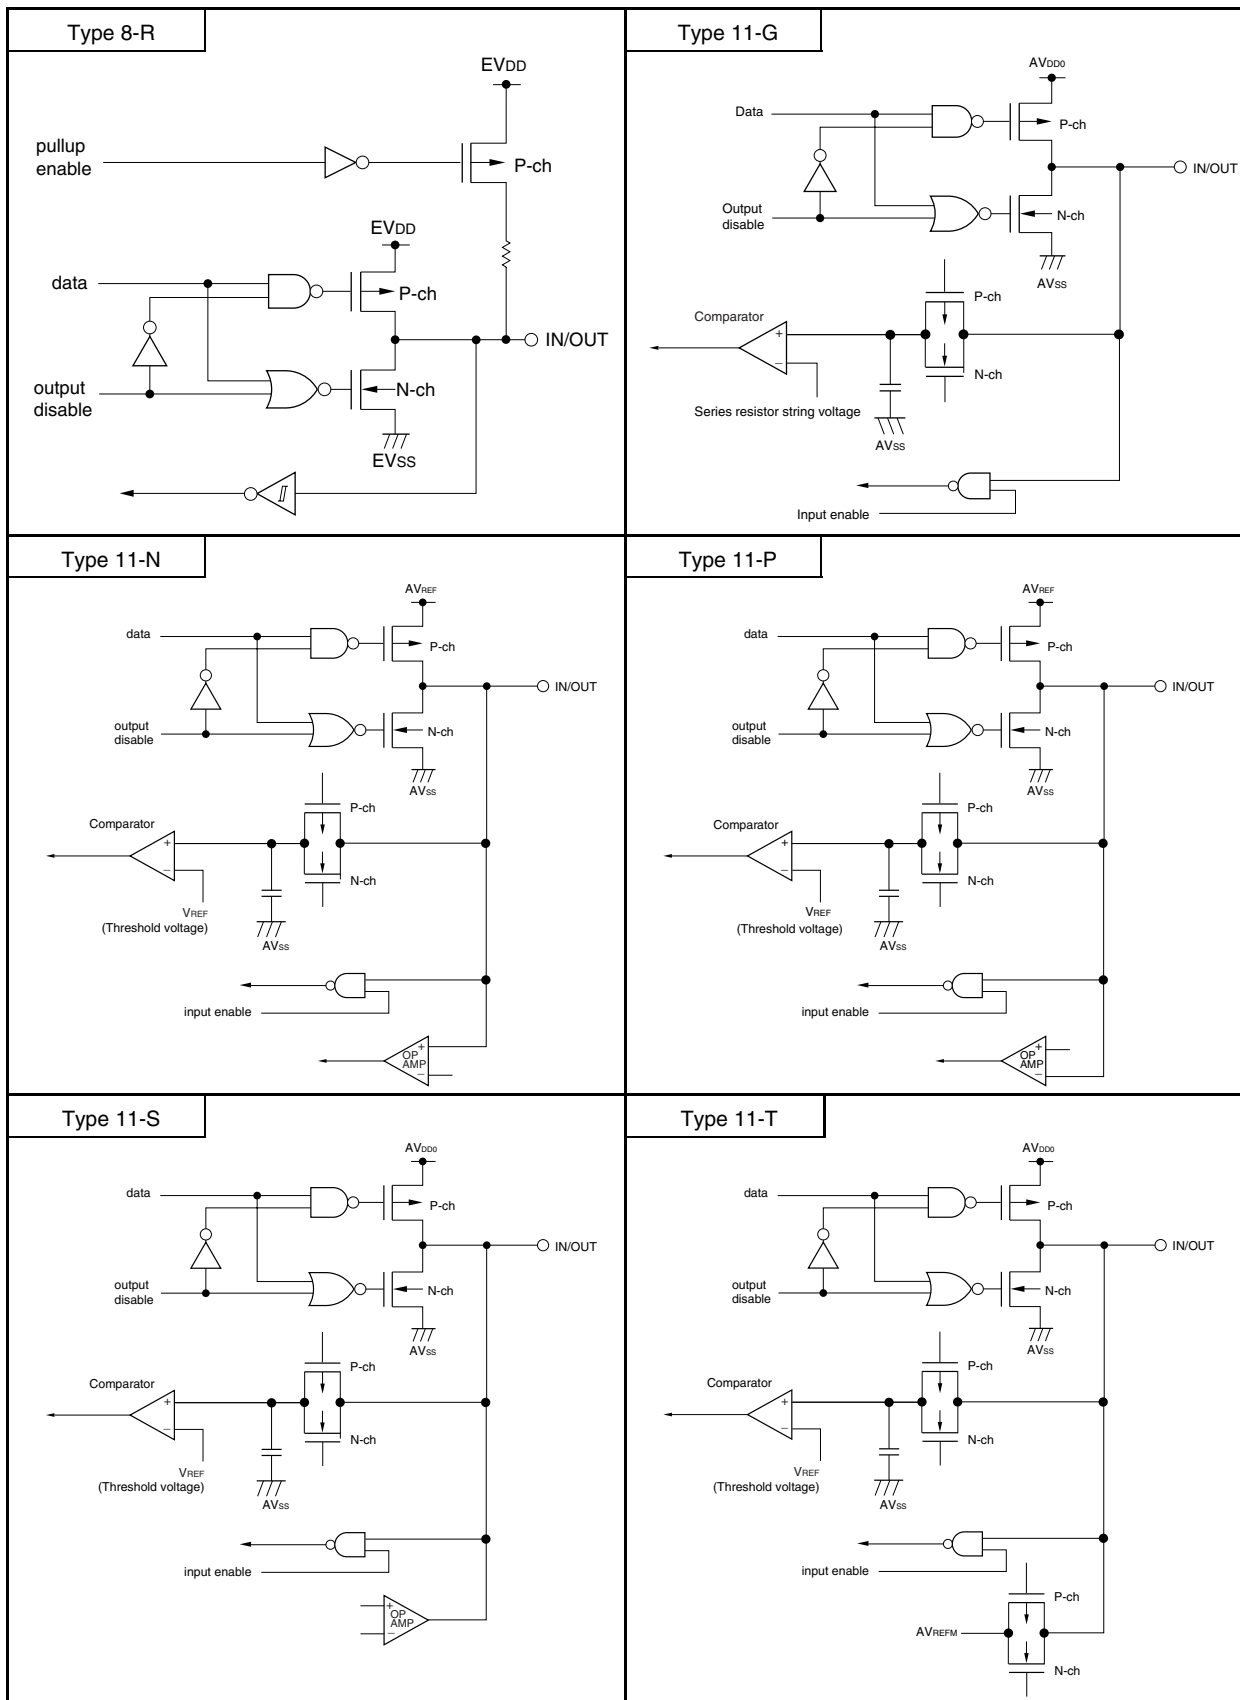 Type 8-R
EVDD
pullup
enable
P-ch
EVDD
data
P-ch
IN/OUT
output
disable
N-ch
EVSS
Type 11-G
AVDD0
Data
P-ch
IN/OUT
Output
disable
N-ch
AVSS
P-ch
Comparator
+
−
N-ch
Series resistor string voltage
AVSS
Input enable
Type 11-N
AVREF
data
P-ch
IN/OUT
output
disable
N-ch
AVSS
P-ch
Comparator
+
−
N-ch
VREF
(Threshold voltage)
AVSS
input enable
+
OP
AMP
−
Type 11-P
AVREF
data
P-ch
IN/OUT
output
disable
N-ch
AVSS
P-ch
Comparator
+
−
N-ch
VREF
(Threshold voltage)
AVSS
input enable
OP +
AMP
−
Type 11-S
AVDD0
data
P-ch
IN/OUT
output
disable
N-ch
AVSS
P-ch
Comparator
+
−
N-ch
VREF
(Threshold voltage)
AVSS
input enable
+
OP
AMP
−
Type 11-T
AVDD0
data
P-ch
IN/OUT
output
disable
N-ch
AVSS
P-ch
Comparator
+
−
N-ch
VREF
(Threshold voltage)
AVSS
input enable
P-ch
AVREFM
N-ch